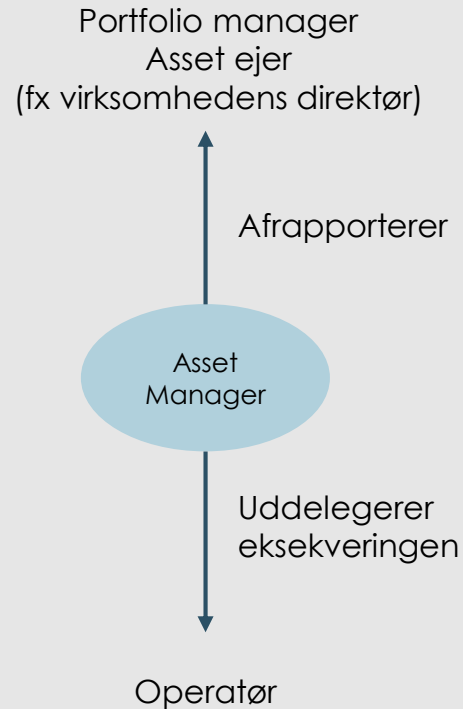 Portfolio manager
Asset ejer
(fx virksomhedens direktør)
Afrapporterer
Asset
Manager
Uddelegerer
eksekveringen
Operatør